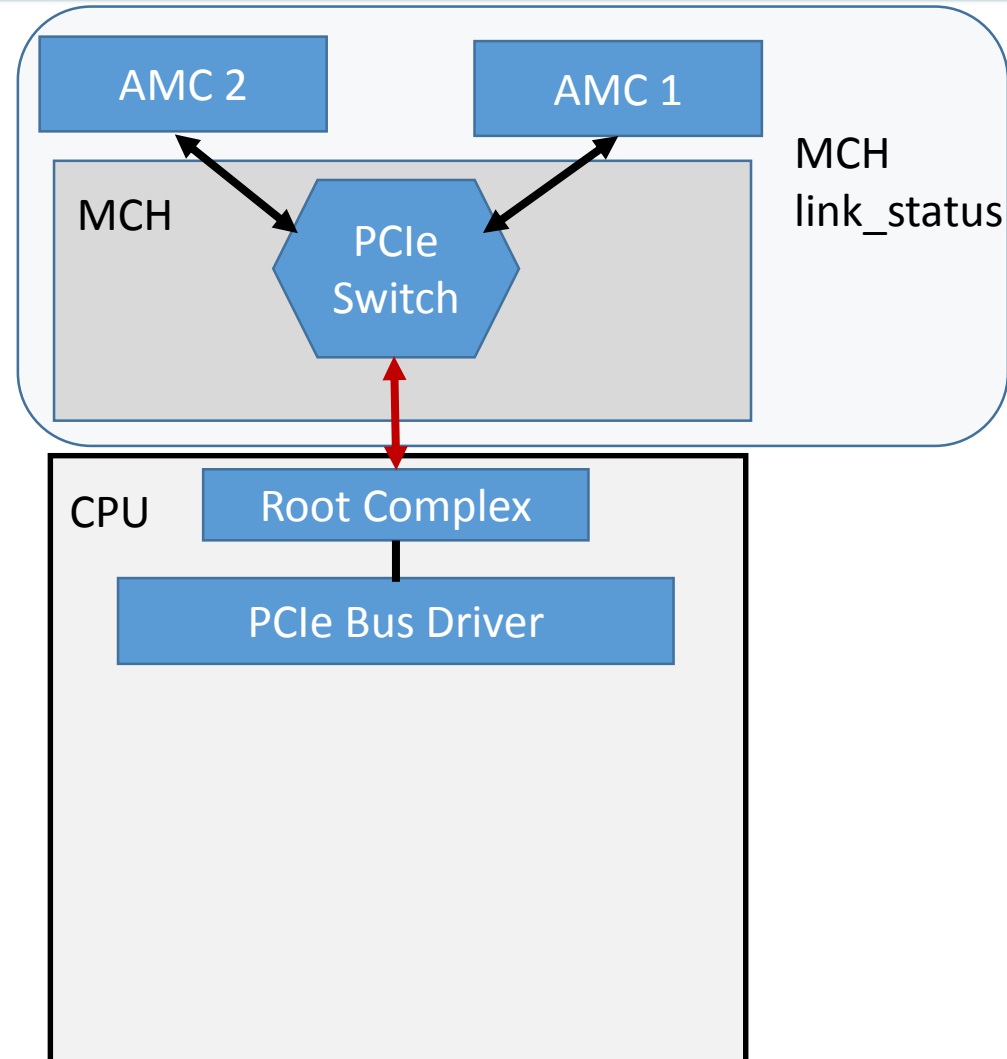 AMC 2
AMC 1
MCH
link_status
MCH
PCIe
Switch
CPU
Root Complex
PCIe Bus Driver